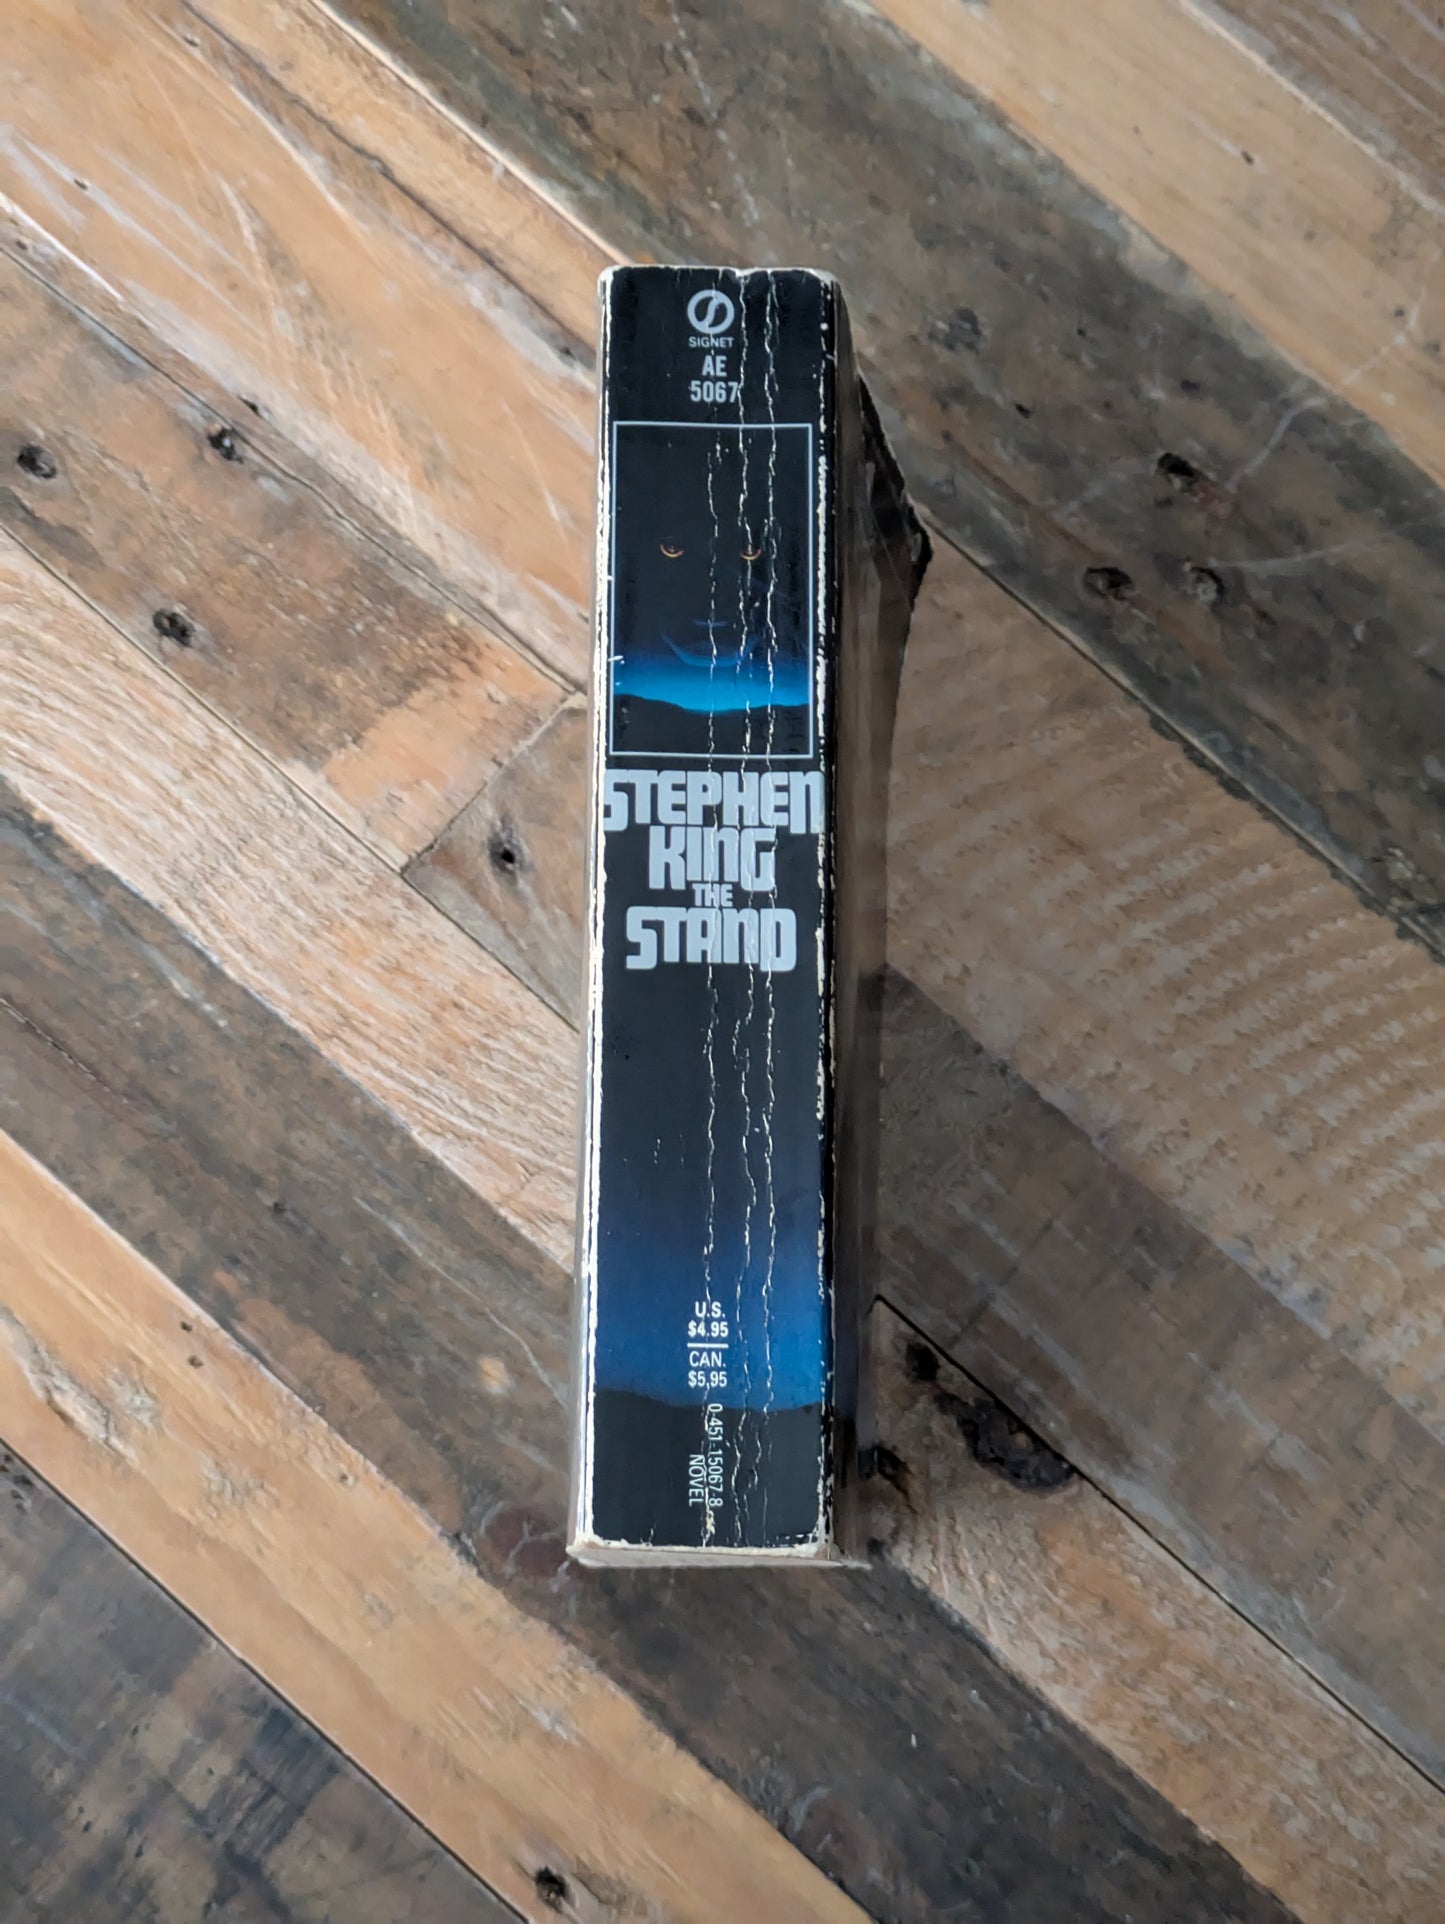 SIGNET
AE
5067
STEPHEN
KING
THE
STAND
U.S.
$4.95
CAN.
$5.95
0-451-15067-8
NOVEL